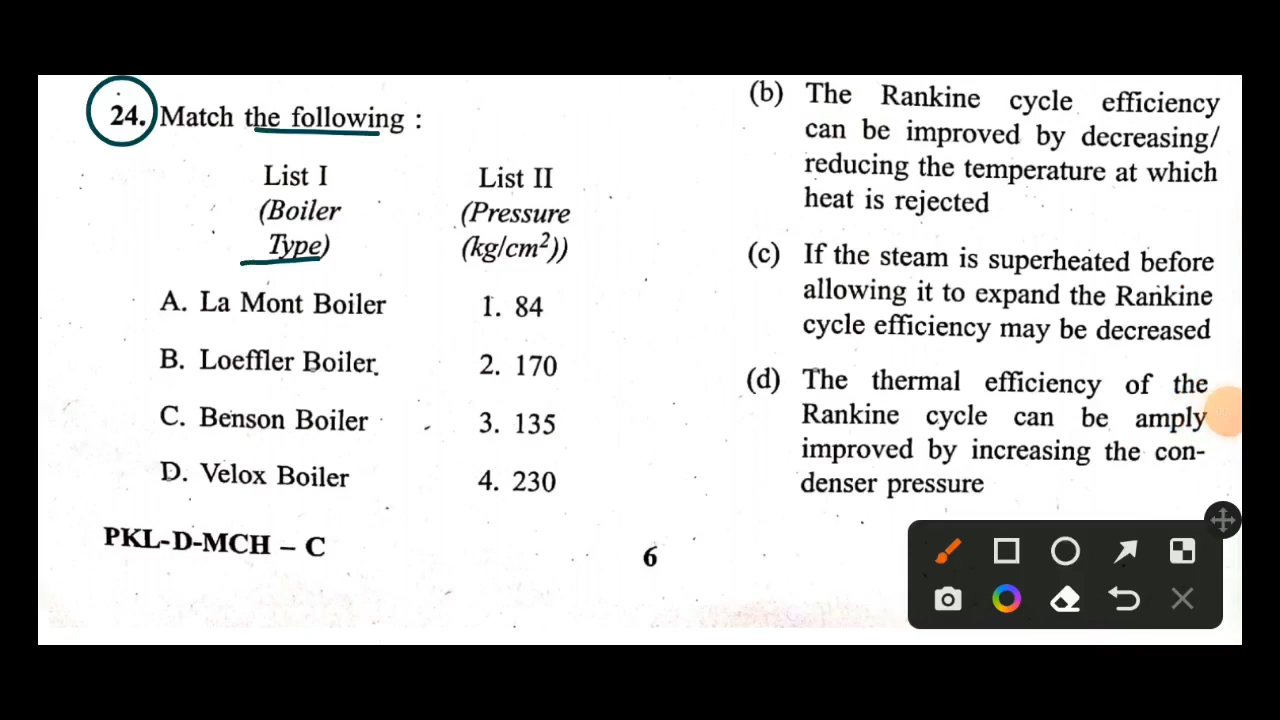 24. Match the following :
List I
(Boiler
Type)
List II
(Pressure
(kg/cm²))
A. La Mont Boiler
1. 84
B. Loeffler Boiler
2. 170
C. Benson Boiler
3. 135
D. Velox Boiler
4. 230
PKL-D-MCH – C
6
(b) The Rankine cycle efficiency
can be improved by decreasing/
reducing the temperature at which
heat is rejected
(c) If the steam is superheated before
allowing it to expand the Rankine
cycle efficiency may be decreased
(d) The thermal efficiency of the
Rankine cycle can be amply
improved by increasing the con-
denser pressure